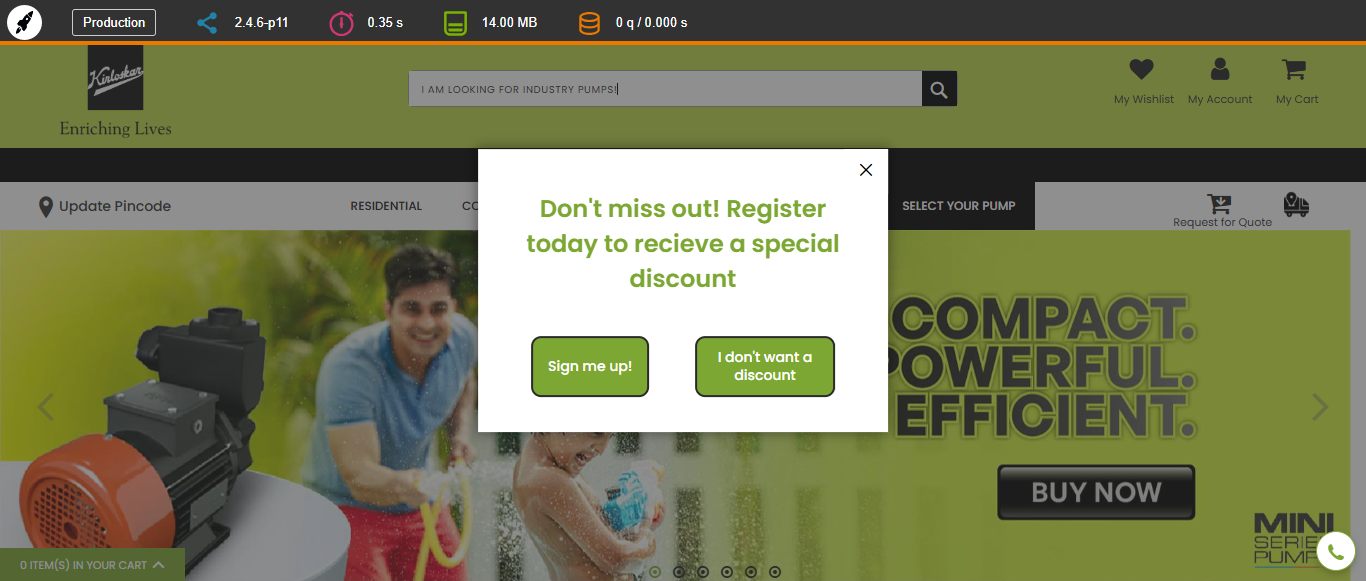 Production
2.4.6-p11
0.35 s
14.00 MB
0 q / 0.000 s
Kirloskar
Enriching Lives
I AM LOOKING FOR INDUSTRY PUMPS!
My Wishlist
My Account
My Cart
Update Pincode
RESIDENTIAL
CO
SELECT YOUR PUMP
Request for Quote
Don't miss out! Register
today to recieve a special
discount
Sign me up!
I don't want a
discount
COMPACT.
POWERFUL.
EFFICIENT.
BUY NOW
MINI
SERIE
PUMP
0 ITEM(S) IN YOUR CART